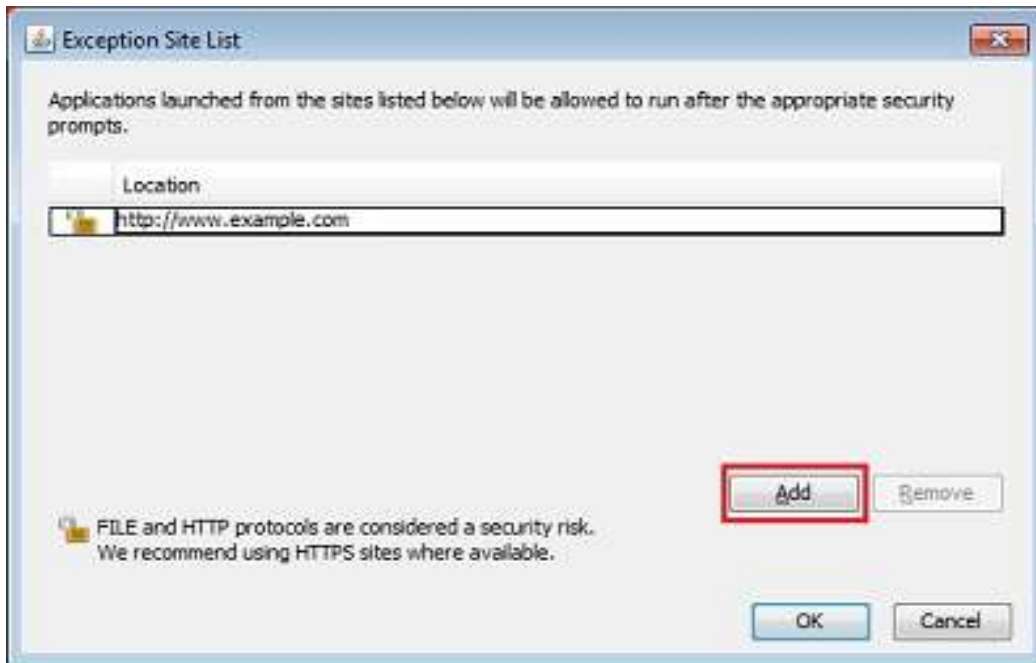 Exception Site List
Applications launched from the sites listed below will be allowed to run after the appropriate security
prompts.
Location
http://www.example.com
Add
Remove
FILE and HTTP protocols are considered a security risk.
We recommend using HTTPS sites where available.
OK
Cancel